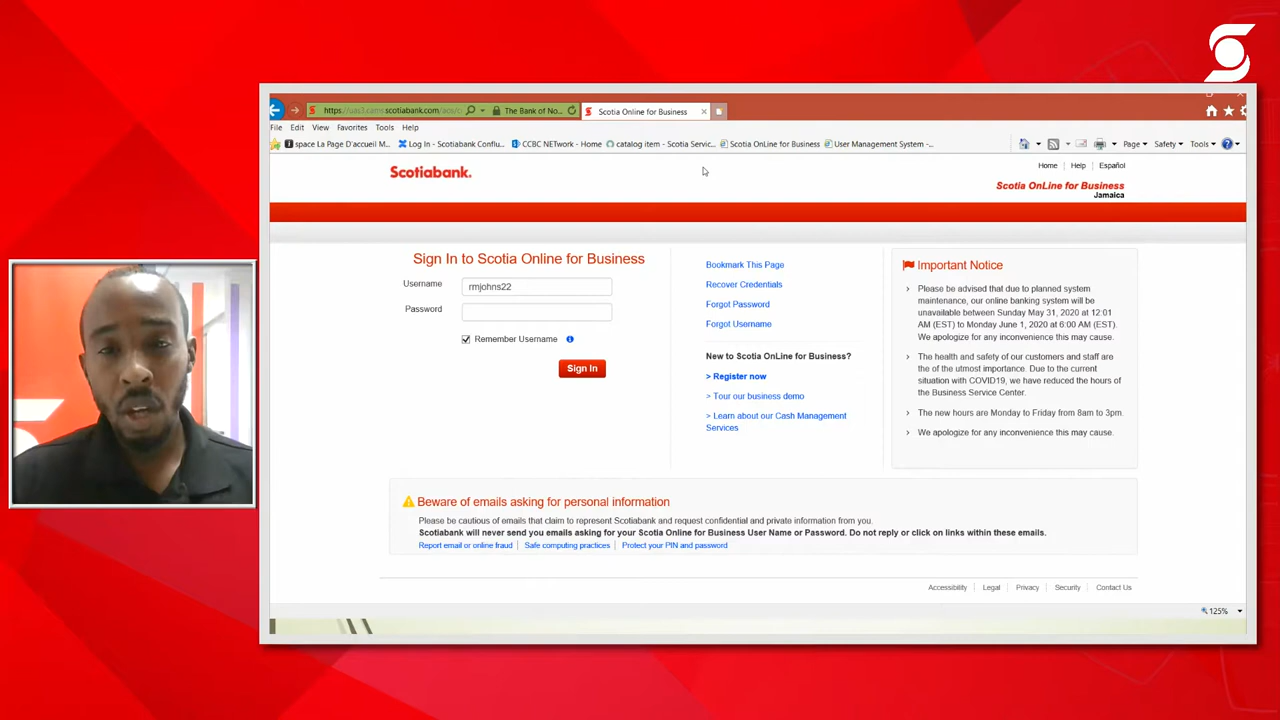 https://uas3.cams.scotiabank.com/aos/c
The Bank of No...
Scotia Online for Business
File Edit View Favorites Tools Help
space La Page D'accueil M...
Log In - Scotiabank Conflu...
CCBC NETwork - Home
catalog item - Scotia Servic...
Scotia OnLine for Business
User Management System -...
Page
Safety
Tools
Scotiabank.
Home
Help
Español
Scotia OnLine for Business
Jamaica
Sign In to Scotia Online for Business
Username
rmjohns22
Password
Remember Username
Sign In
Bookmark This Page
Recover Credentials
Forgot Password
Forgot Username
New to Scotia OnLine for Business?
> Register now
> Tour our business demo
> Learn about our Cash Management
Services
Important Notice
Please be advised that due to planned system
maintenance, our online banking system will be
unavailable between Sunday May 31, 2020 at 12:01
AM (EST) to Monday June 1, 2020 at 6:00 AM (EST).
We apologize for any inconvenience this may cause.
The health and safety of our customers and staff are
the of the utmost importance. Due to the current
situation with COVID19, we have reduced the hours of
the Business Service Center.
The new hours are Monday to Friday from 8am to 3pm.
We apologize for any inconvenience this may cause.
Beware of emails asking for personal information
Please be cautious of emails that claim to represent Scotiabank and request confidential and private information from you.
Scotiabank will never send you emails asking for your Scotia Online for Business User Name or Password. Do not reply or click on links within these emails.
Report email or online fraud
Safe computing practices
Protect your PIN and password
Accessibility
Legal
Privacy
Security
Contact Us
125%